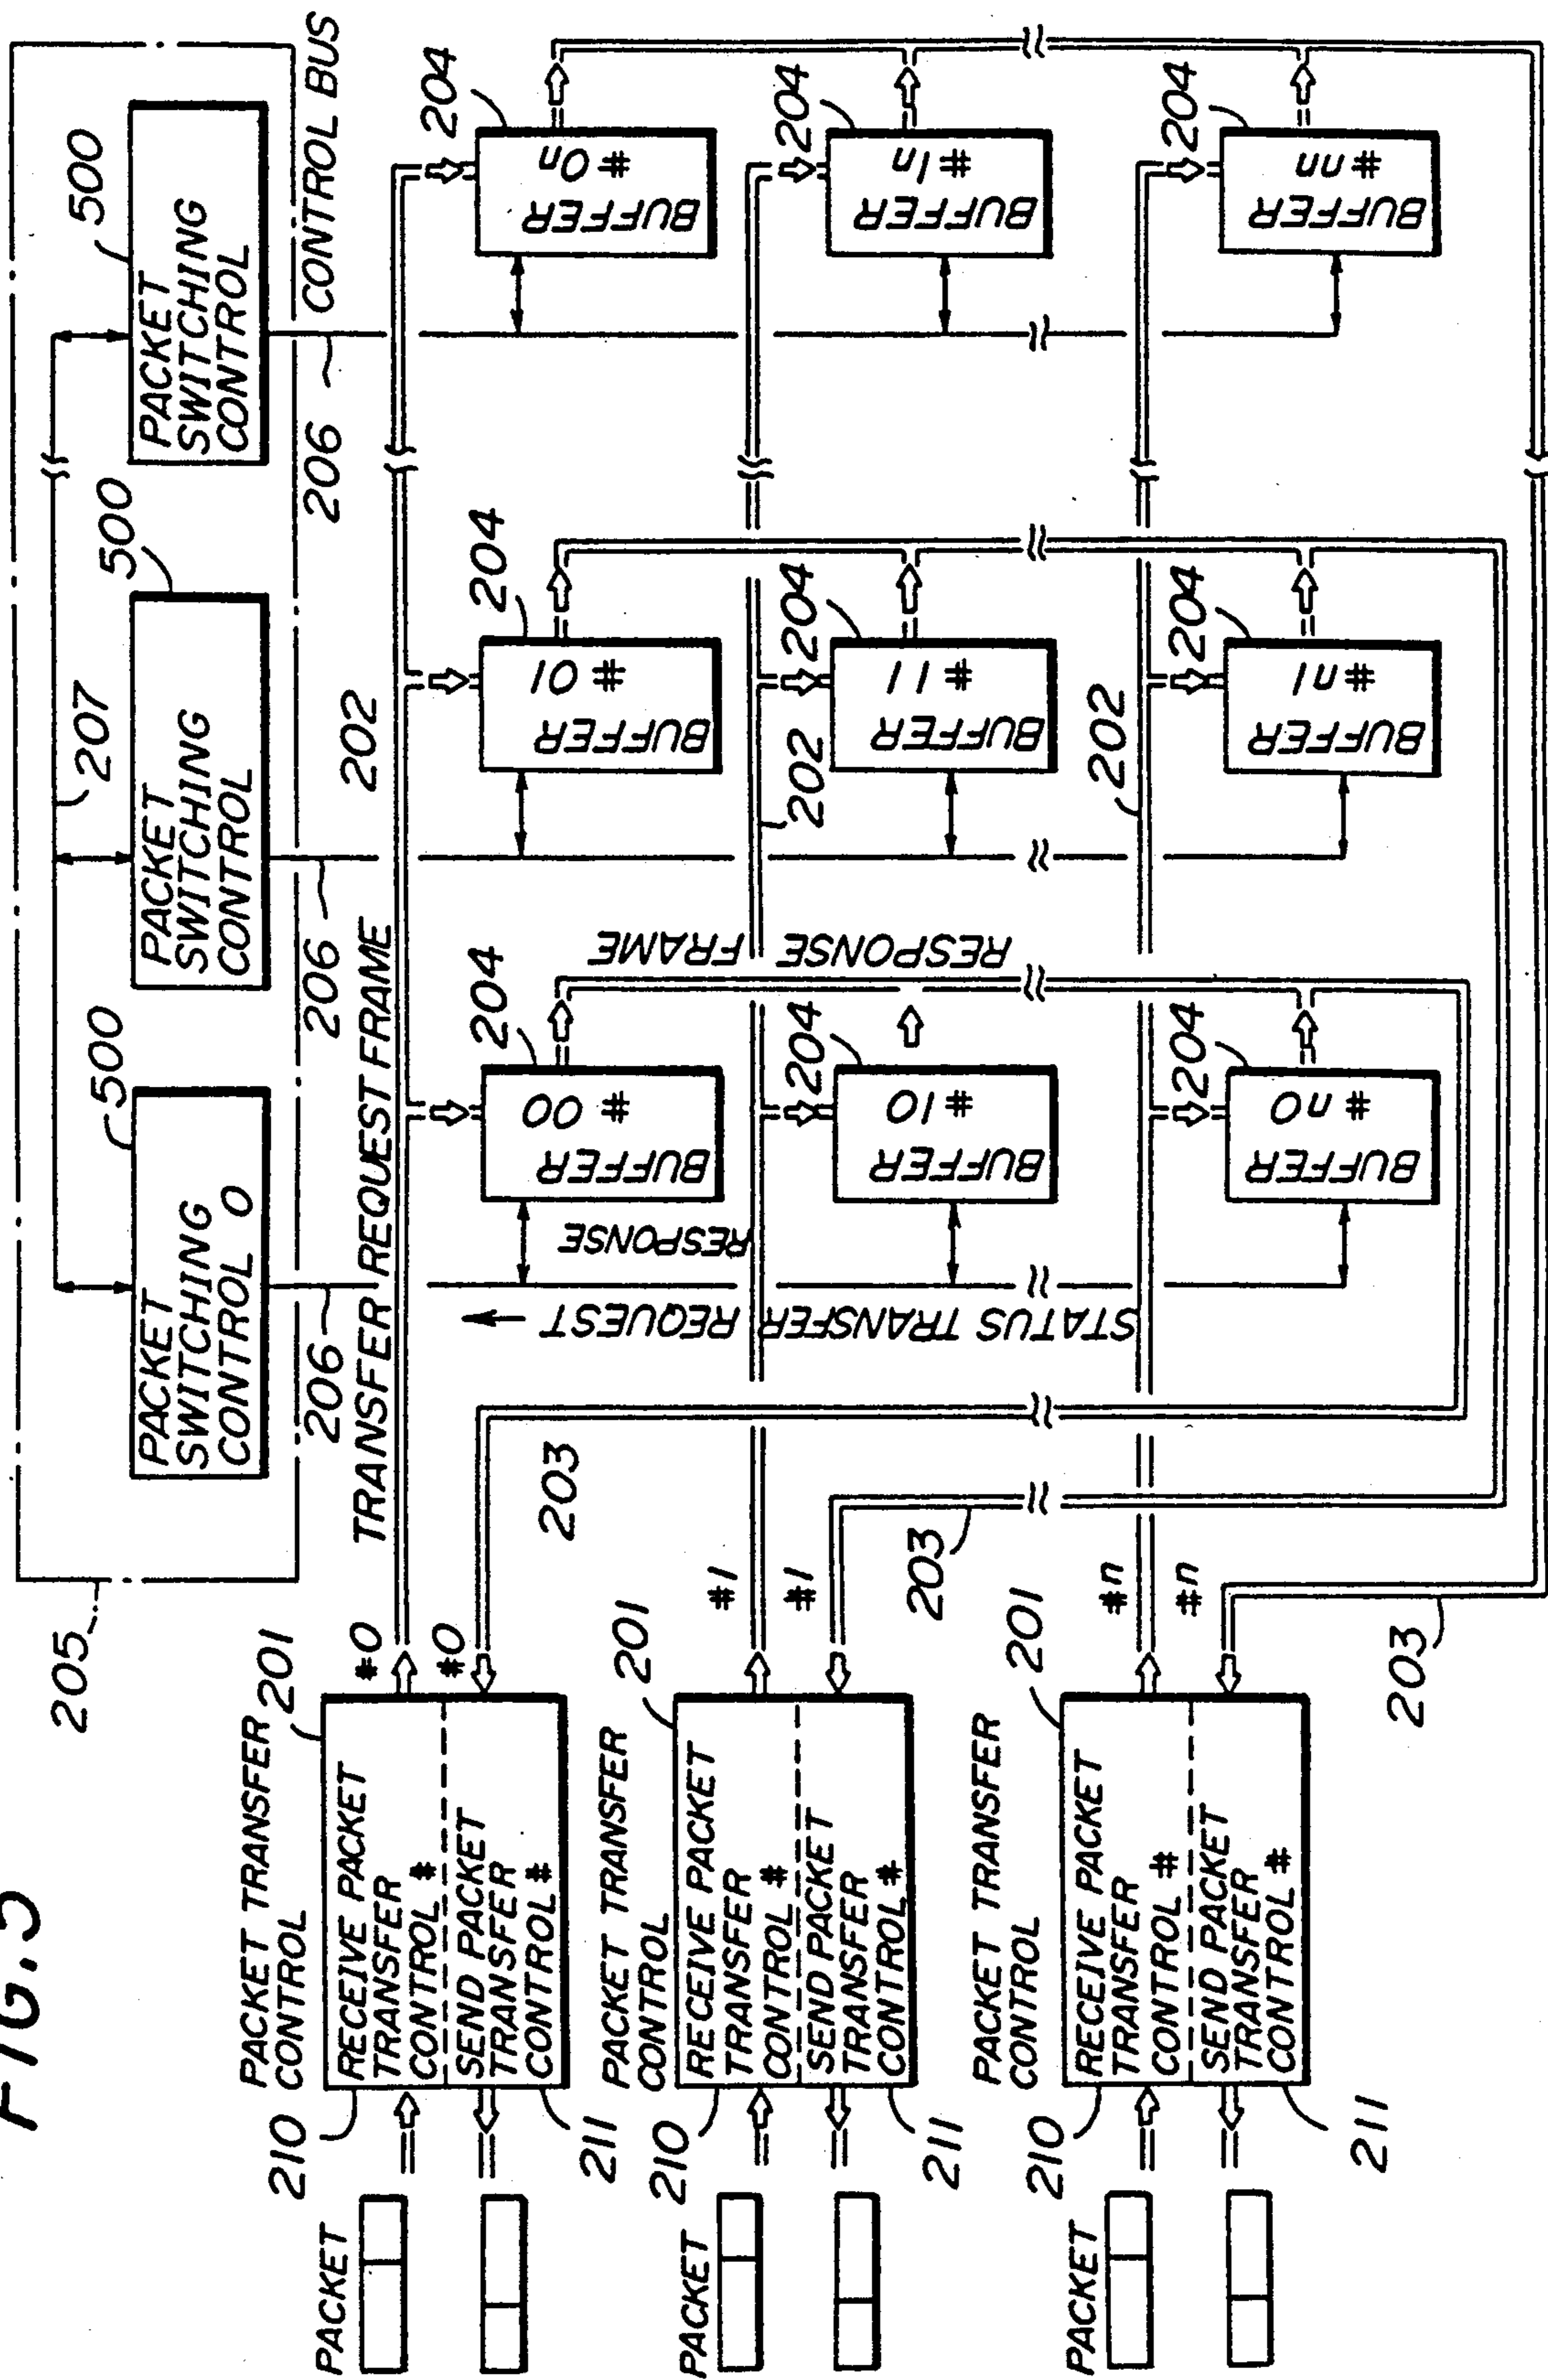 FIG.5
205
207
500
PACKET
SWITCHING
CONTROL 0
500
PACKET
SWITCHING
CONTROL
500
PACKET
SWITCHING
CONTROL
206
206
206
CONTROL BUS
TRANSFER REQUEST FRAME
202
PACKET TRANSFER
CONTROL
201
#0
#0
210
RECEIVE PACKET
TRANSFER
CONTROL #
SEND PACKET
TRANSFER
CONTROL #
211
PACKET
203
204
BUFFER
# 00
204
BUFFER
# 01
204
BUFFER
# 0n
RESPONSE
STATUS TRANSFER REQUEST
RESPONSE FRAME
PACKET TRANSFER
CONTROL
201
#1
#1
210
RECEIVE PACKET
TRANSFER
CONTROL #
SEND PACKET
TRANSFER
CONTROL #
211
PACKET
203
202
204
BUFFER
# 10
204
BUFFER
# 11
204
BUFFER
# 1n
PACKET TRANSFER
CONTROL
201
#n
#n
210
RECEIVE PACKET
TRANSFER
CONTROL #
SEND PACKET
TRANSFER
CONTROL #
211
PACKET
203
202
204
BUFFER
# n0
204
BUFFER
# n1
204
BUFFER
# nn